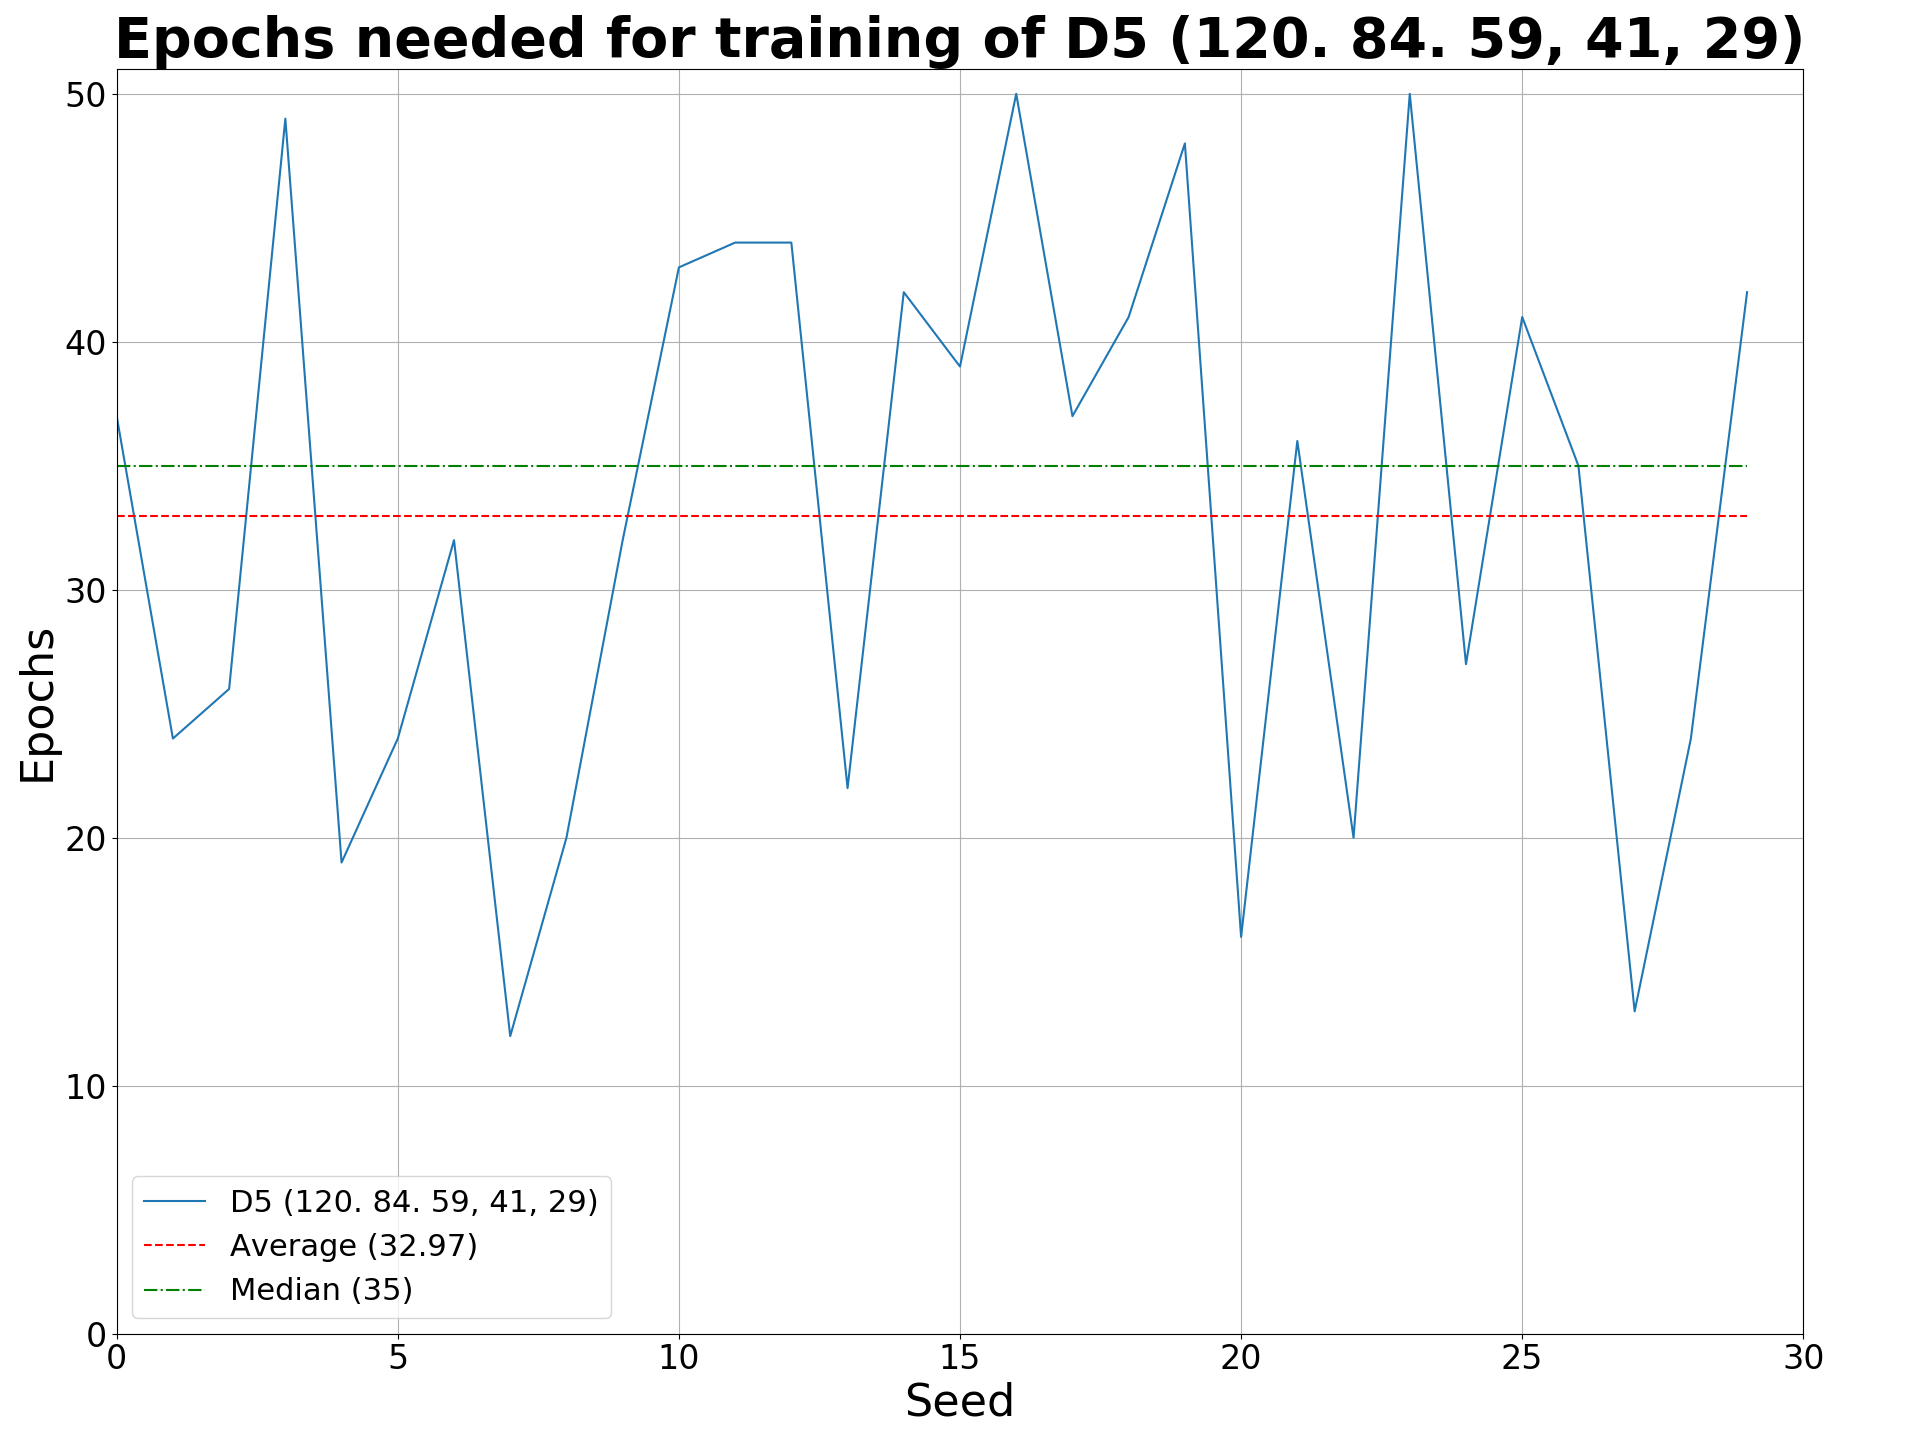 Epochs needed for training of D5 (120. 84. 59, 41, 29)
50
40
30
20
10
0
Epochs
D5 (120. 84. 59, 41, 29)
Average (32.97)
Median (35)
0 5 10 15 20 25 30
Seed